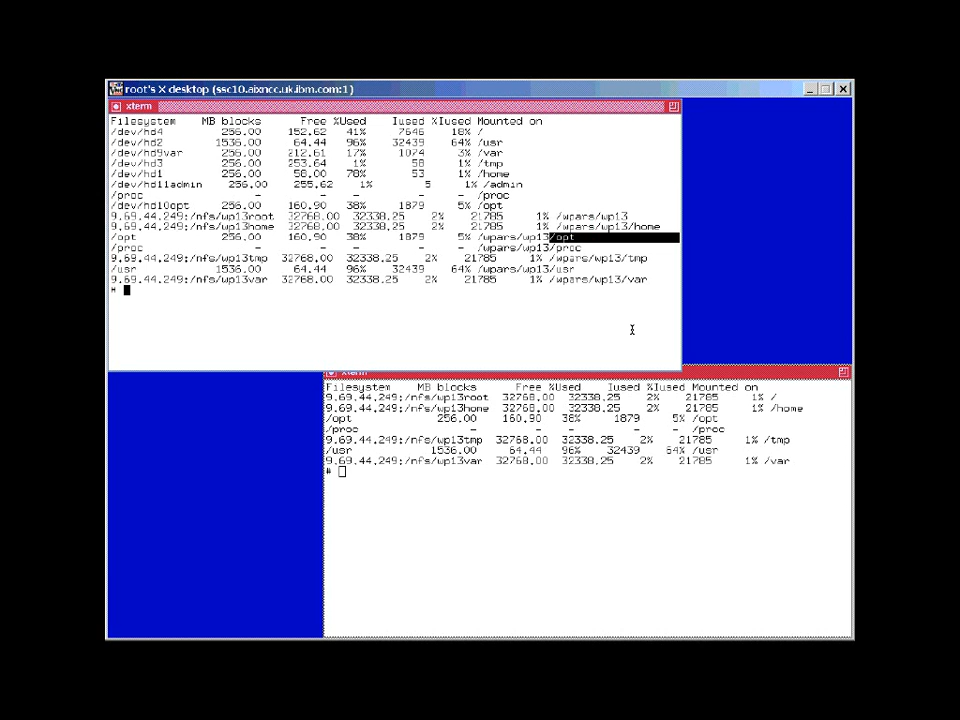 root's X desktop (ssc10.aixncc.uk.ibm.com:1)
xterm
Filesystem MB blocks Free %Used Iused %Iused Mounted on
/dev/hd4 256.00 152.62 41% 7646 18% /
/dev/hd2 1536.00 64.44 96% 32439 64% /usr
/dev/hd9var 256.00 212.61 17% 1024 3% /var
/dev/hd3 256.00 253.64 1% 58 1% /tmp
/dev/hd1 256.00 58.00 78% 53 1% /home
/dev/hd11admin 256.00 255.62 1% 5 1% /admin
/proc - - - - - /proc
/dev/hd10opt 256.00 160.90 38% 1879 5% /opt
9.69.44.249:/nfs/wp13root 32768.00 32338.25 2% 21785 1% /wpars/wp13
9.69.44.249:/nfs/wp13home 32768.00 32338.25 2% 21785 1% /wpars/wp13/home
/opt 256.00 160.90 38% 1879 5% /wpars/wp13/opt
/proc - - - - - /wpars/wp13/proc
9.69.44.249:/nfs/wp13tmp 32768.00 32338.25 2% 21785 1% /wpars/wp13/tmp
/usr 1536.00 64.44 96% 32439 64% /wpars/wp13/usr
9.69.44.249:/nfs/wp13var 32768.00 32338.25 2% 21785 1% /wpars/wp13/var
#
xterm
Filesystem MB blocks Free %Used Iused %Iused Mounted on
9.69.44.249:/nfs/wp13root 32768.00 32338.25 2% 21785 1% /
9.69.44.249:/nfs/wp13home 32768.00 32338.25 2% 21785 1% /home
/opt 256.00 160.90 38% 1879 5% /opt
/proc - - - - - /proc
9.69.44.249:/nfs/wp13tmp 32768.00 32338.25 2% 21785 1% /tmp
/usr 1536.00 64.44 96% 32439 64% /usr
9.69.44.249:/nfs/wp13var 32768.00 32338.25 2% 21785 1% /var
#